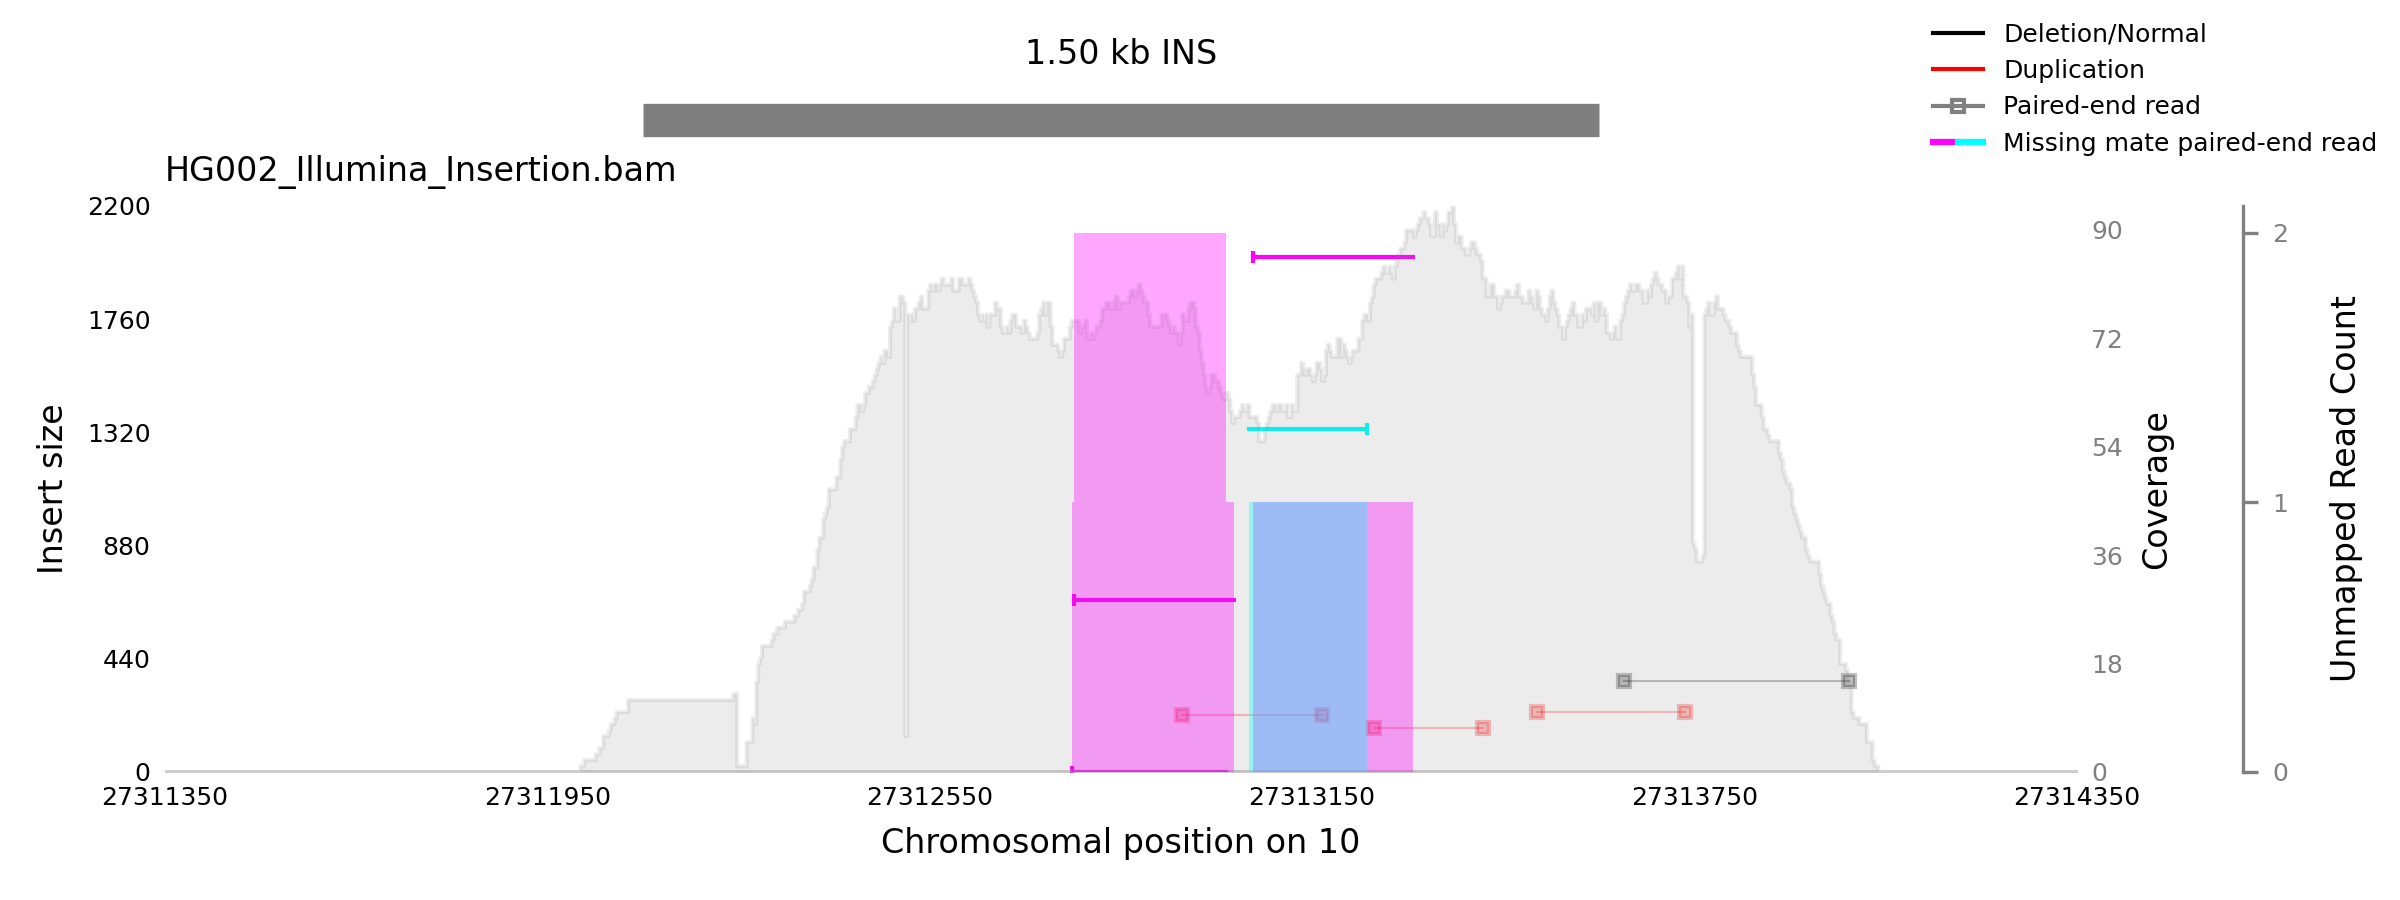 1.50 kb INS
Deletion/Normal
Duplication
Paired-end read
Missing mate paired-end read
HG002_Illumina_Insertion.bam
2200
1760
1320
880
440
0
Insert size
27311350
27311950
27312550
27313150
27313750
27314350
Chromosomal position on 10
90
72
54
36
18
0
Coverage
2
1
0
Unmapped Read Count